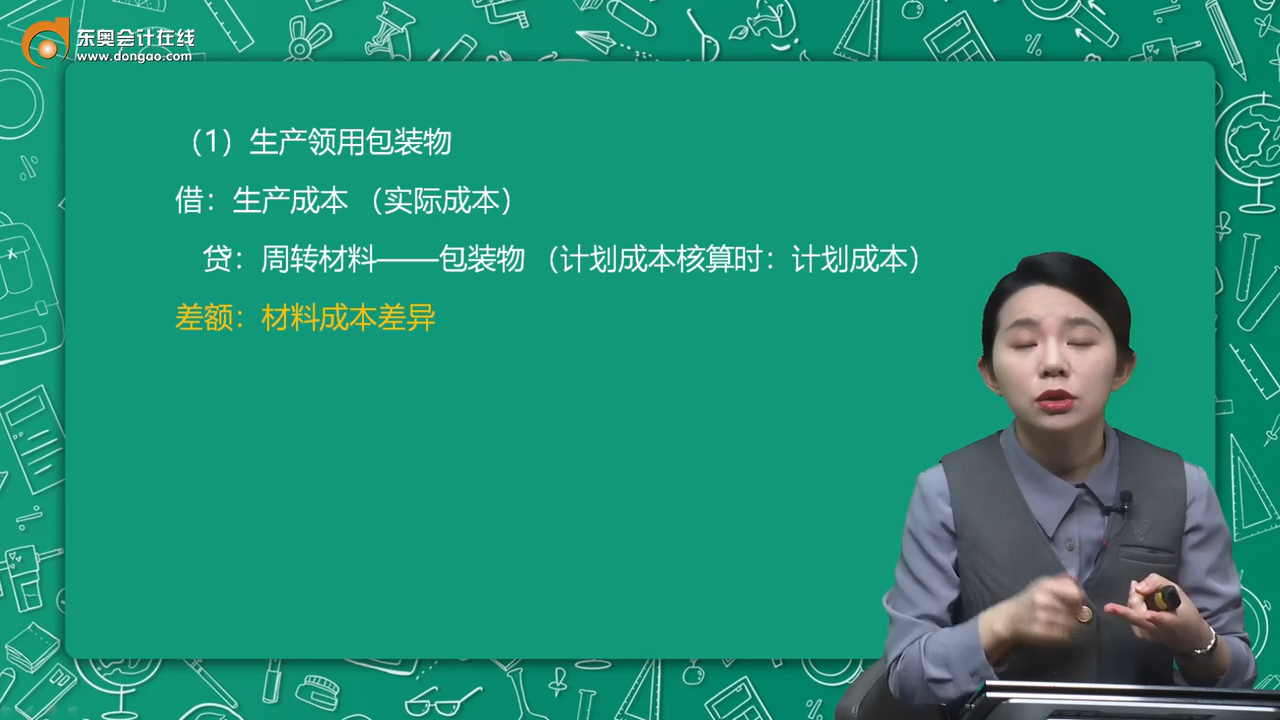 东奥会计在线
www.dongao.com
（1）生产领用包装物
借：生产成本（实际成本）
贷：周转材料——包装物（计划成本核算时：计划成本）
差额：材料成本差异